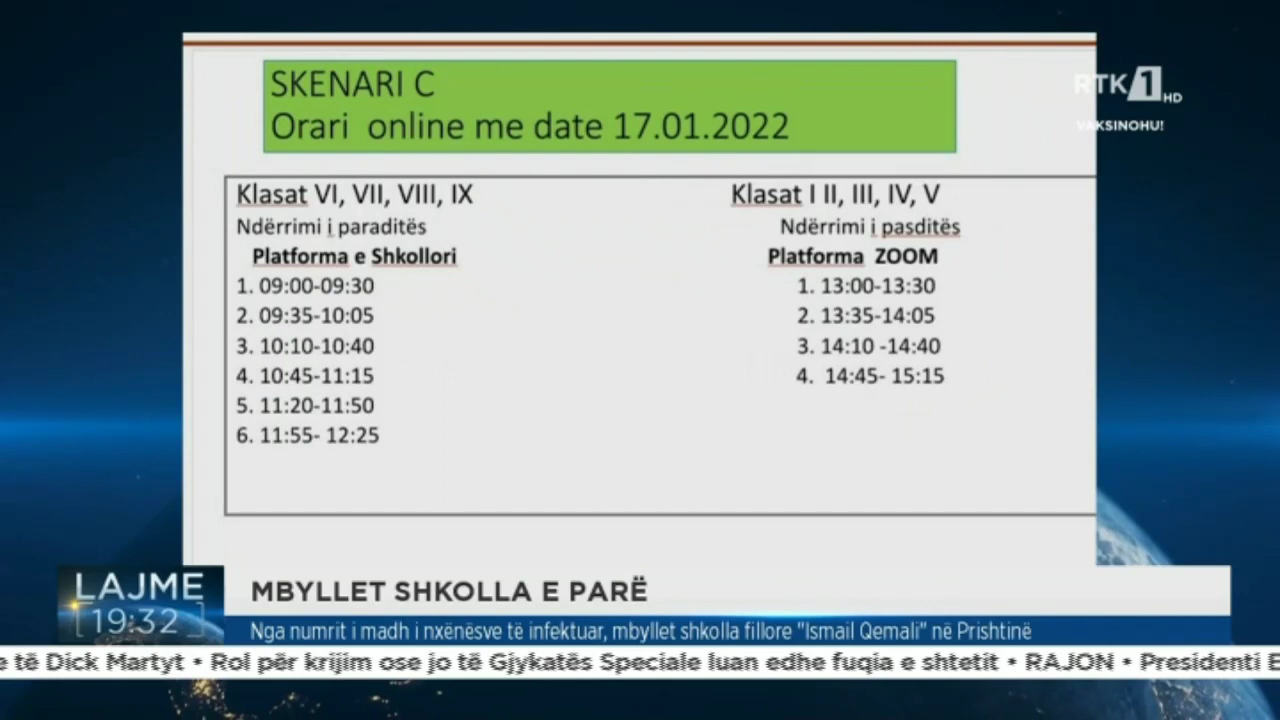 SKENARI C
Orari online me date 17.01.2022
RTK 1 HD
VAKSINOHU!
Klasat VI, VII, VIII, IX
Ndërrimi i paraditës
Platforma e Shkollori
1. 09:00-09:30
2. 09:35-10:05
3. 10:10-10:40
4. 10:45-11:15
5. 11:20-11:50
6. 11:55- 12:25
Klasat I II, III, IV, V
Ndërrimi i pasditës
Platforma ZOOM
1. 13:00-13:30
2. 13:35-14:05
3. 14:10 -14:40
4. 14:45- 15:15
LAJME
19:32
MBYLLET SHKOLLA E PARË
Nga numrit i madh i nxënësve të infektuar, mbyllet shkolla fillore "Ismail Qemali" në Prishtinë
e të Dick Martyt • Rol për krijim ose jo të Gjykatës Speciale luan edhe fuqia e shtetit • RAJON • Presidenti E